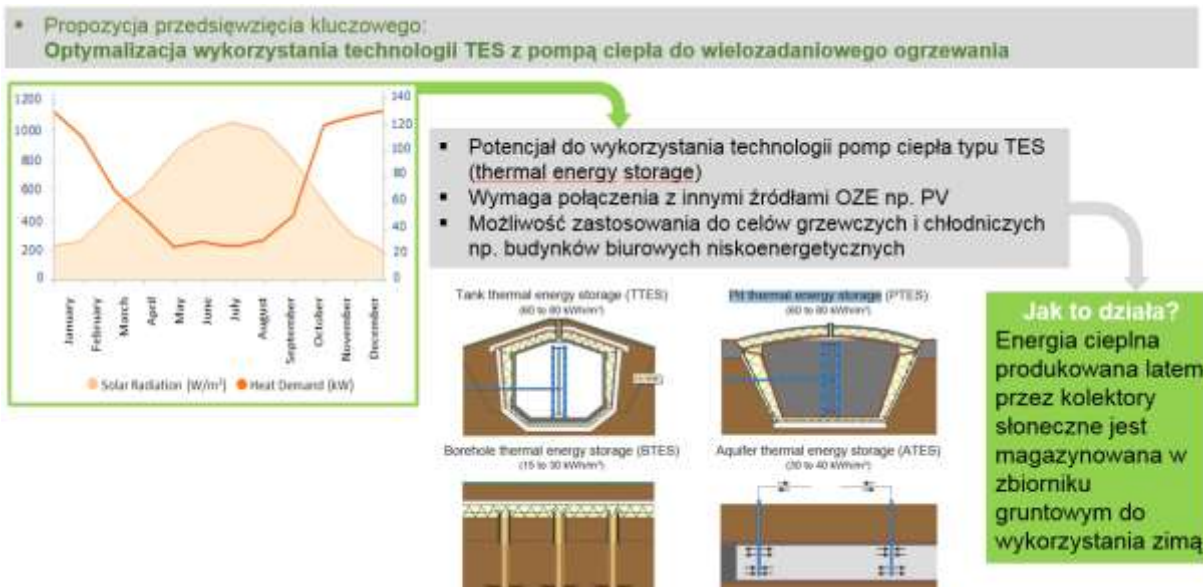 ▪ Propozycja przedsięwzięcia kluczowego:
Optymalizacja wykorzystania technologii TES z pompą ciepła do wielozadaniowego ogrzewania
1200
1000
800
600
400
200
0
140
120
100
80
60
40
20
0
January
February
March
April
May
June
July
August
September
October
November
December
Solar Radiation (W/m²)
Heat Demand (kW)
▪ Potencjał do wykorzystania technologii pomp ciepła typu TES
(thermal energy storage)
▪ Wymaga połączenia z innymi źródłami OZE np. PV
▪ Możliwość zastosowania do celów grzewczych i chłodniczych
np. budynków biurowych niskoenergetycznych
Tank thermal energy storage (TTES)
(60 to 80 kWh/m³)
Pit thermal energy storage (PTES)
(60 to 80 kWh/m³)
Borehole thermal energy storage (BTES)
(15 to 30 kWh/m³)
Aquifer thermal energy storage (ATES)
(30 to 40 kWh/m³)
Jak to działa?
Energia cieplna
produkowana latem
przez kolektory
słoneczne jest
magazynowana w
zbiorniku
gruntowym do
wykorzystania zimą